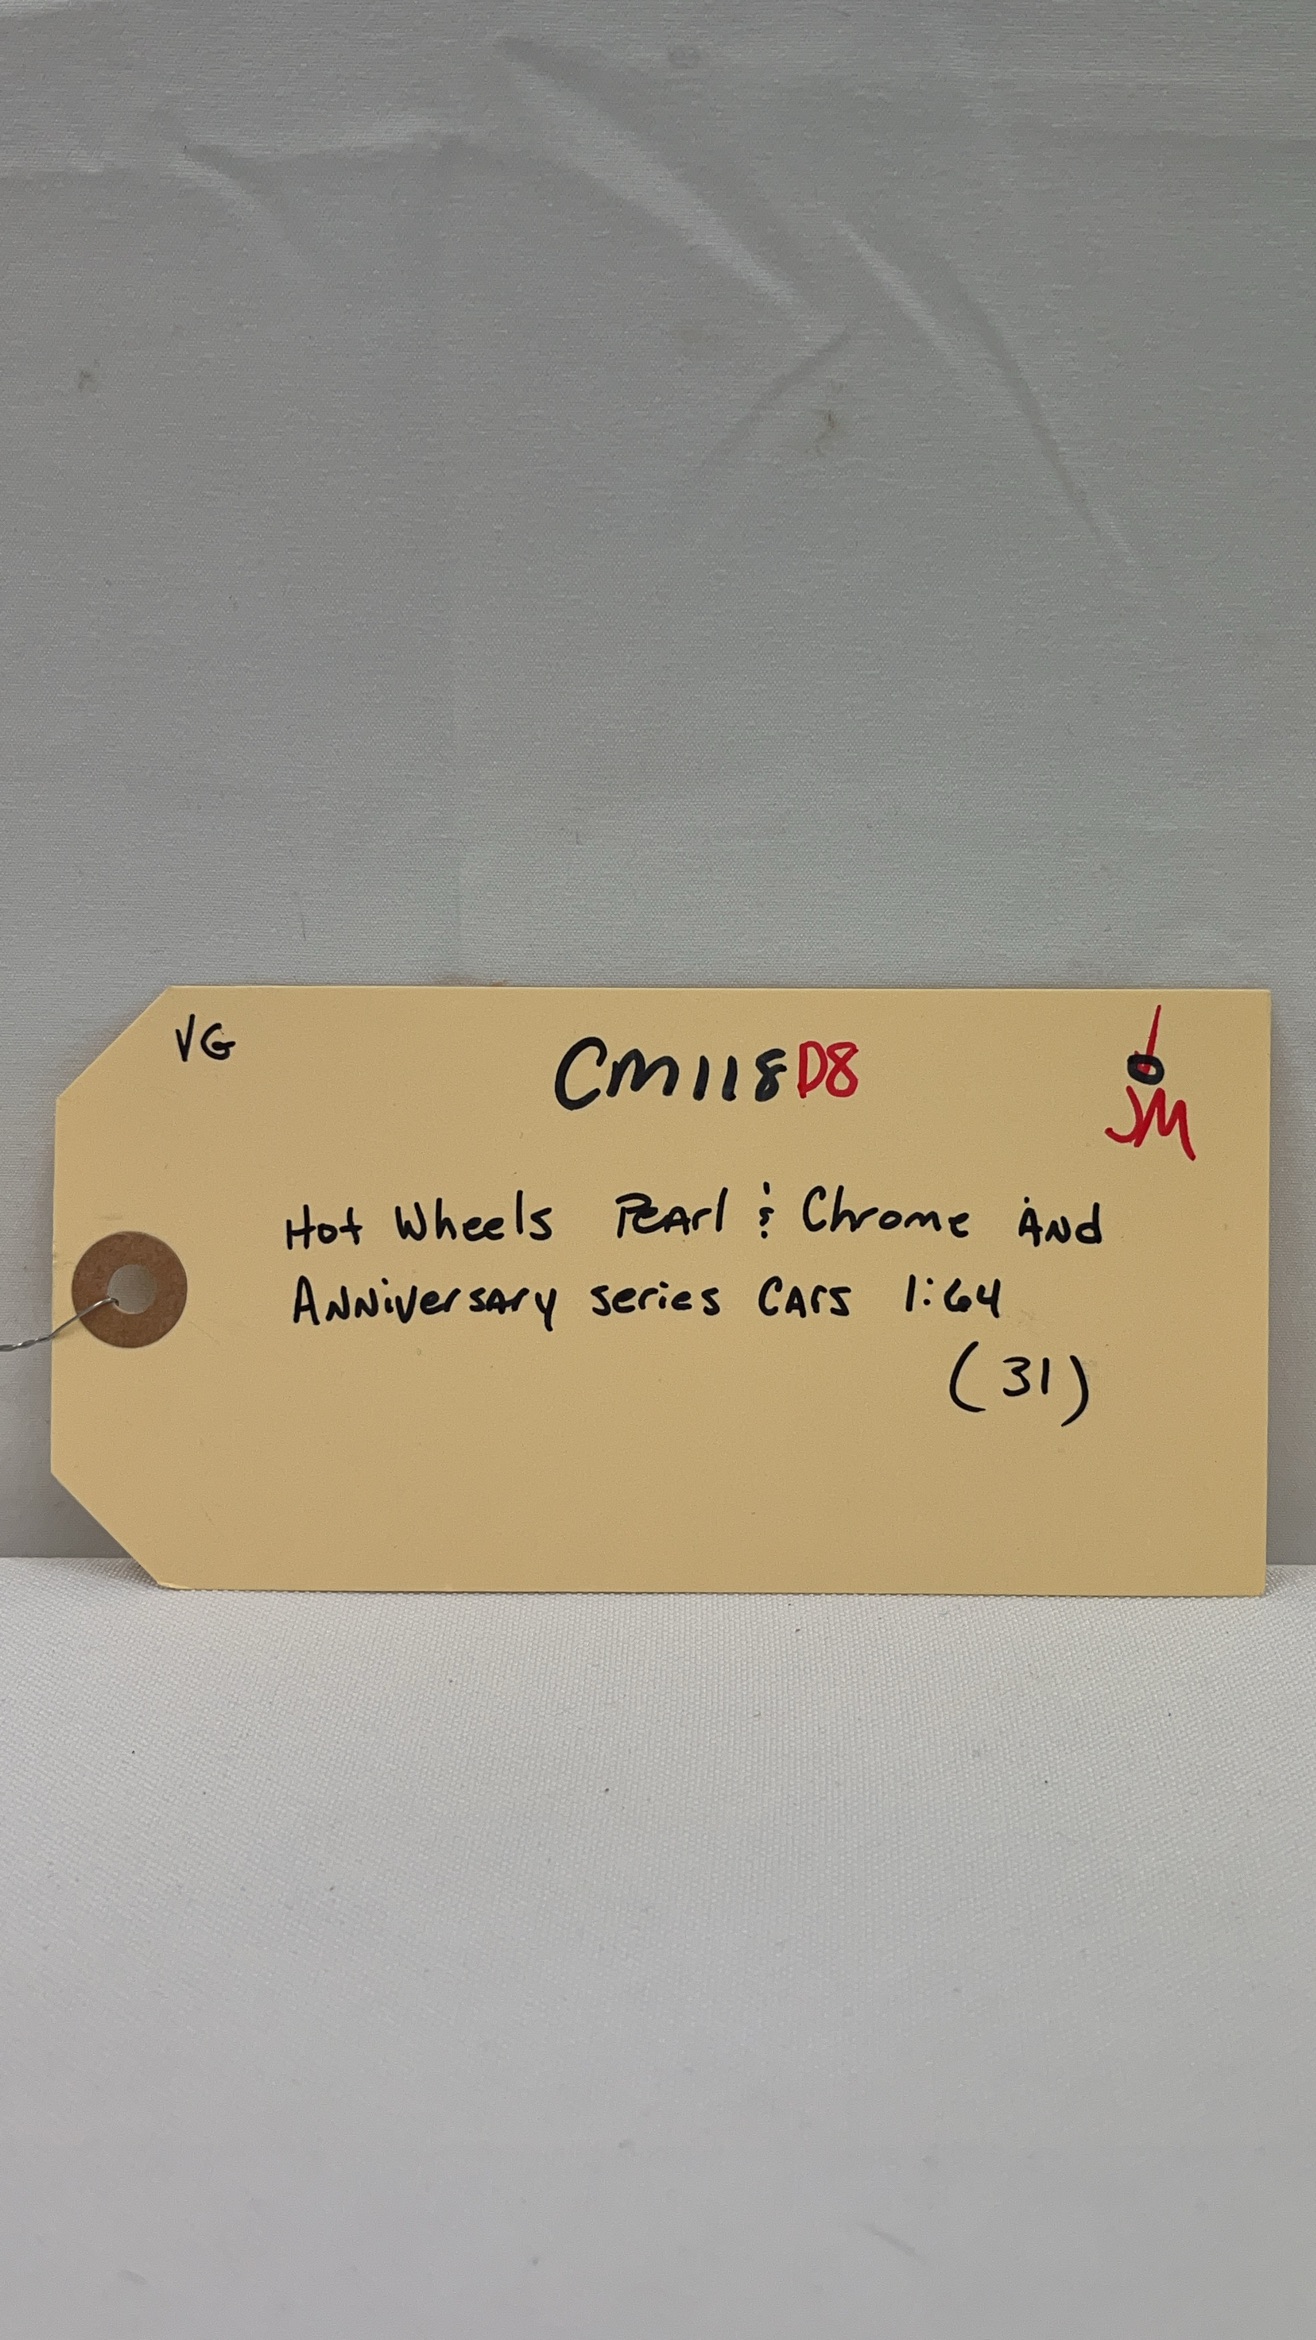 VG
CM118D8
JM
Hot Wheels Pearl & Chrome And
Anniversary series Cars 1:64
(31)